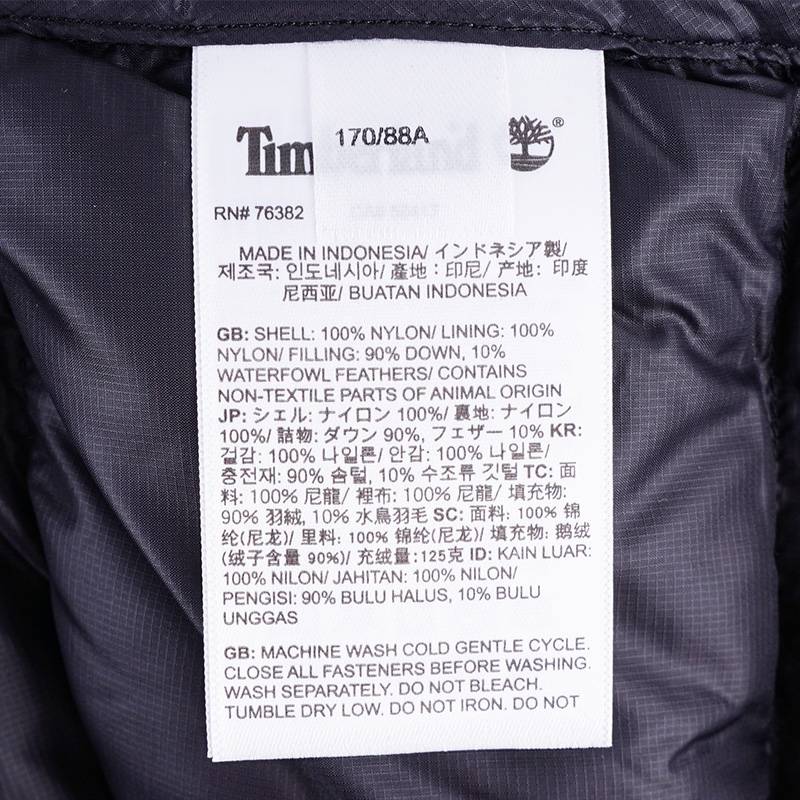 170/88A
®
RN# 76382
MADE IN INDONESIA/ インドネシア製/
제조국: 인도네시아/ 產地：印尼/ 产地: 印度
尼西亚/ BUATAN INDONESIA
GB: SHELL: 100% NYLON/ LINING: 100%
NYLON/ FILLING: 90% DOWN, 10%
WATERFOWL FEATHERS/ CONTAINS
NON-TEXTILE PARTS OF ANIMAL ORIGIN
JP: シェル: ナイロン 100%/ 裏地: ナイロン
100%/ 詰物: ダウン 90%, フェザー 10% KR:
겉감: 100% 나일론/ 안감: 100% 나일론/
충전재: 90% 솜털, 10% 수조류 깃털 TC: 面
料: 100% 尼龍/ 裡布: 100% 尼龍/ 填充物:
90% 羽絨, 10% 水鳥羽毛 SC: 面料: 100% 锦
纶(尼龙)/ 里料: 100% 锦纶(尼龙)/ 填充物: 鹅绒
(绒子含量 90%)/ 充绒量:125克 ID: KAIN LUAR:
100% NILON/ JAHITAN: 100% NILON/
PENGISI: 90% BULU HALUS, 10% BULU
UNGGAS
GB: MACHINE WASH COLD GENTLE CYCLE.
CLOSE ALL FASTENERS BEFORE WASHING.
WASH SEPARATELY. DO NOT BLEACH.
TUMBLE DRY LOW. DO NOT IRON. DO NOT